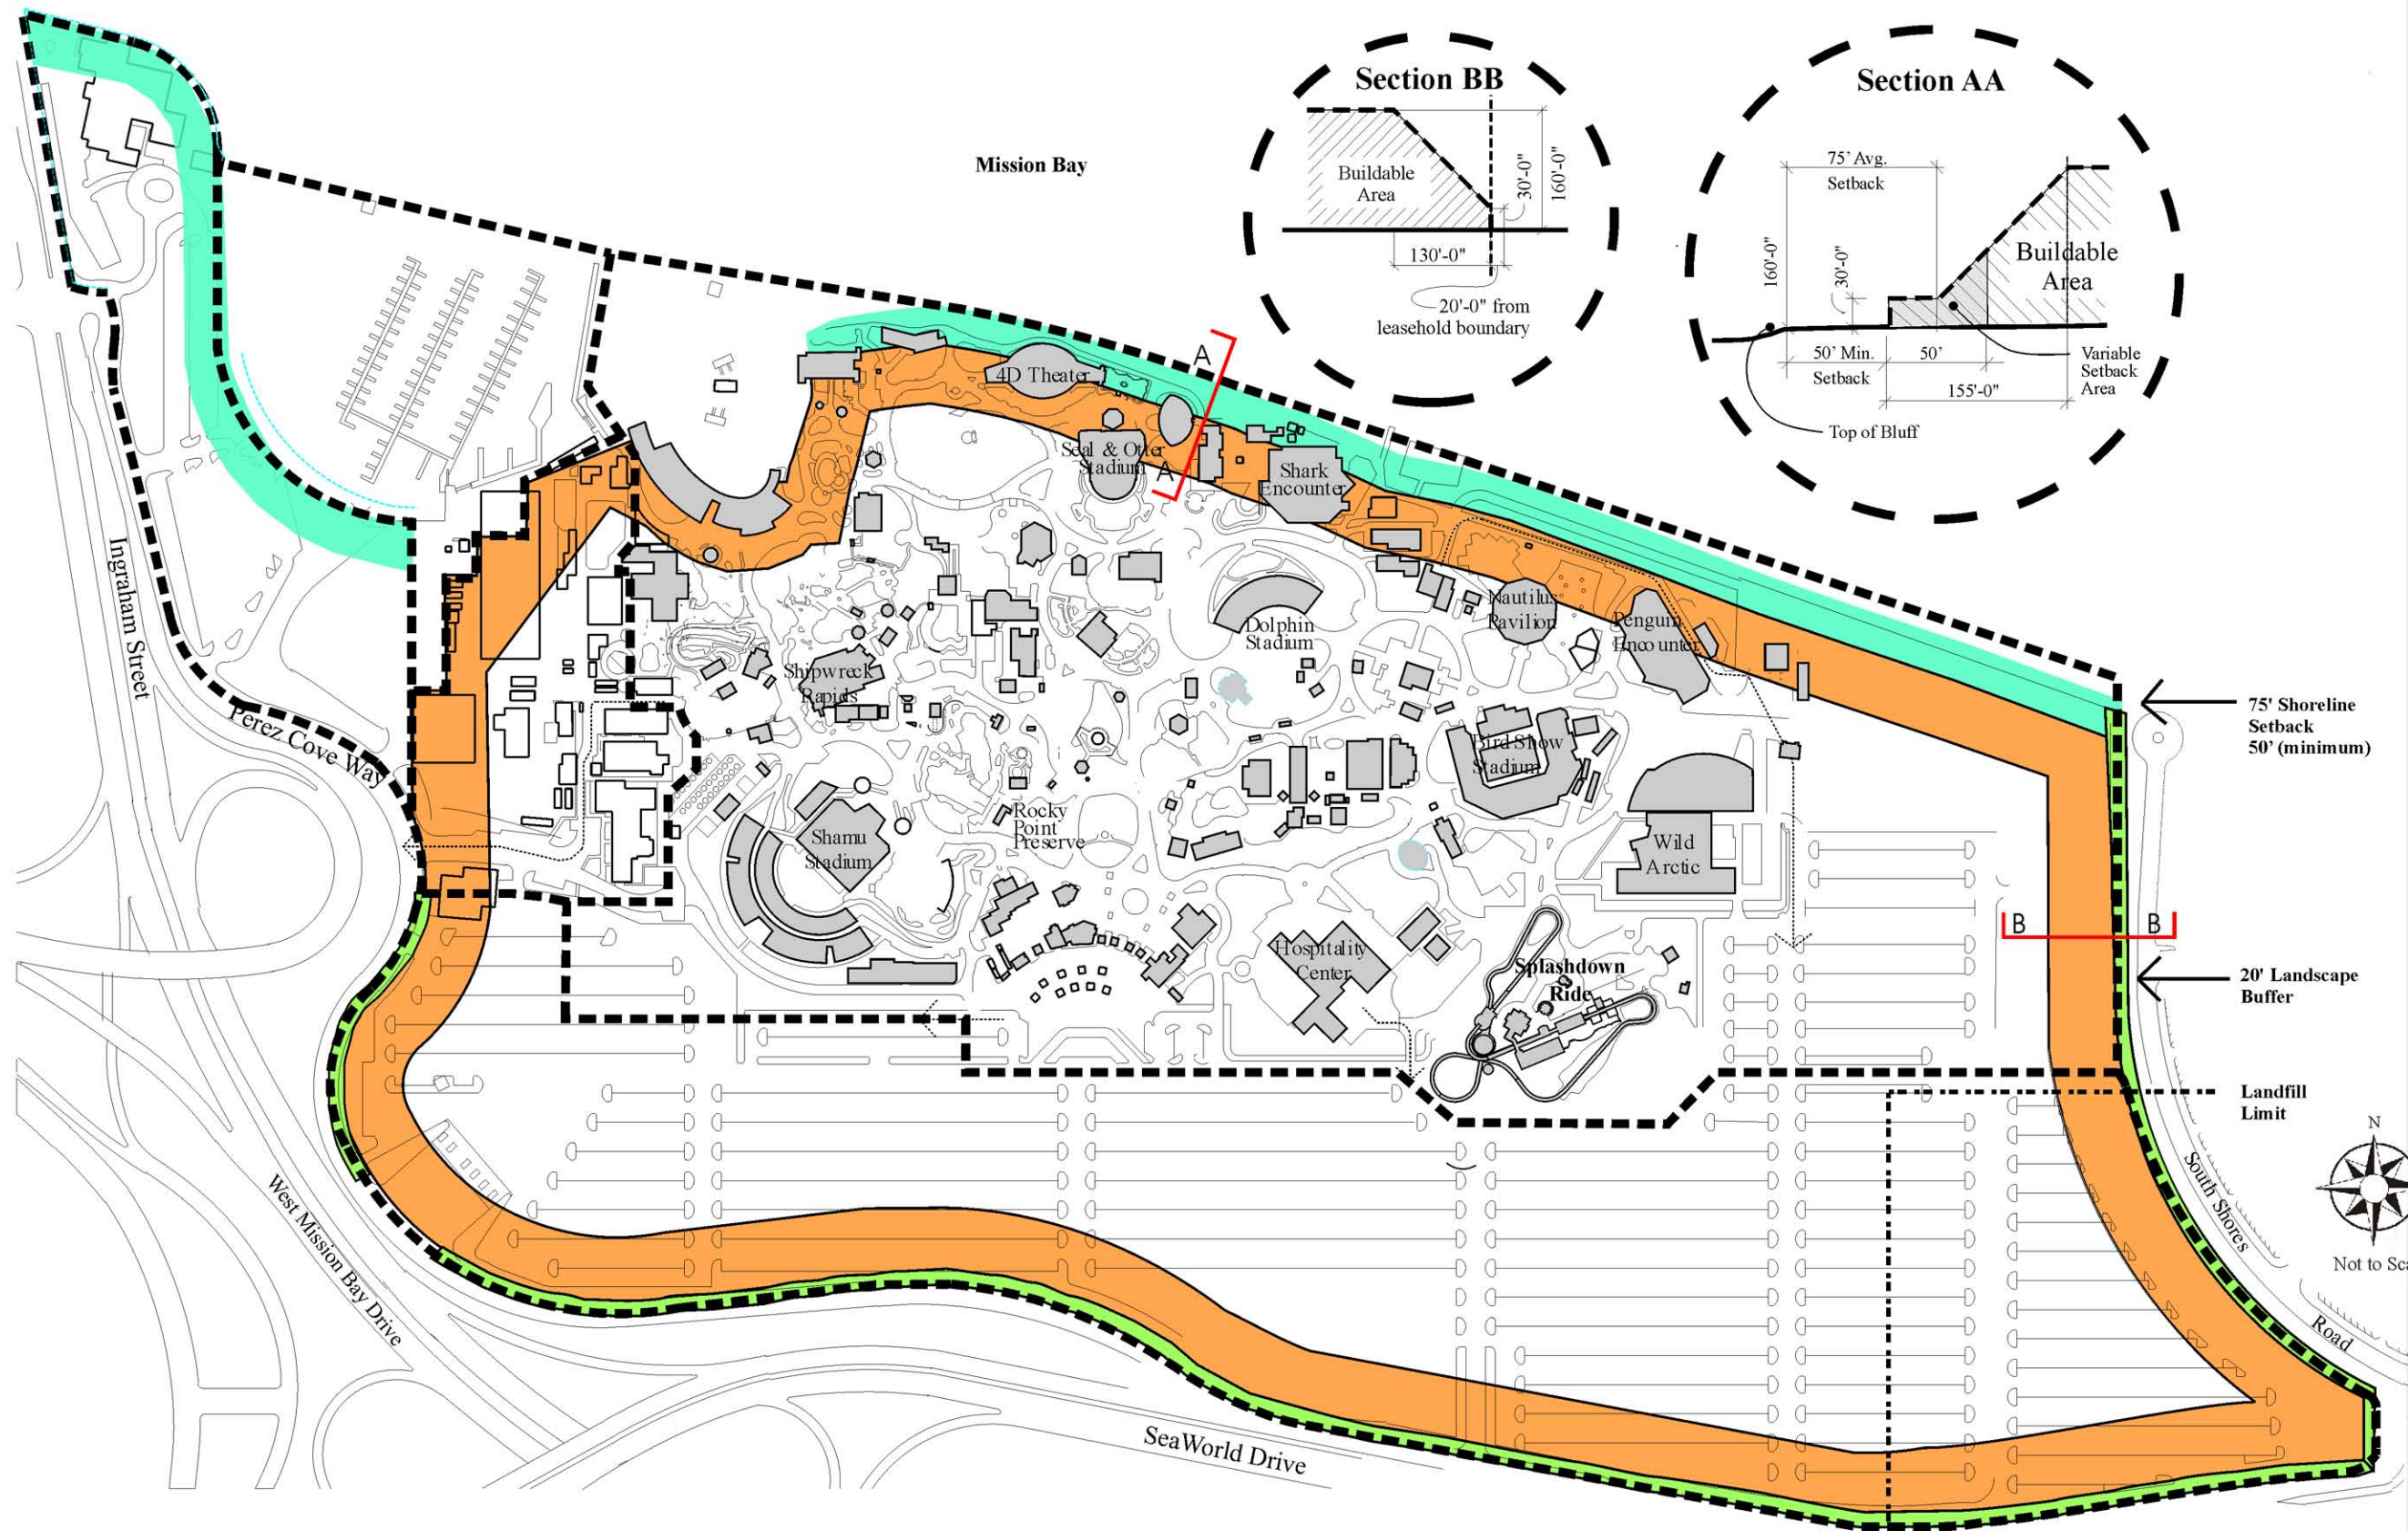 Section BB
Buildable
Area
30'-0"
160'-0"
130'-0"
20'-0" from
leasehold boundary
Section AA
75' Avg.
Setback
160'-0"
30'-0"
Buildable
Area
50' Min.
Setback
50'
155'-0"
Variable
Setback
Area
Top of Bluff
Mission Bay
A
A
4D Theater
Seal & Otter
Stadium
Shark
Encounter
Nautilus
Pavilion
Penguin
Encounter
Dolphin
Stadium
Shipwreck
Rapids
Bird Show
Stadium
Rocky
Point
Preserve
Shamu
Stadium
Wild
Arctic
Hospitality
Center
Splashdown
Ride
B
B
75' Shoreline
Setback
50' (minimum)
20' Landscape
Buffer
Landfill
Limit
N
Not to
Ingraham Street
Perez Cove Way
West Mission Bay Drive
SeaWorld Drive
South Shores
Road